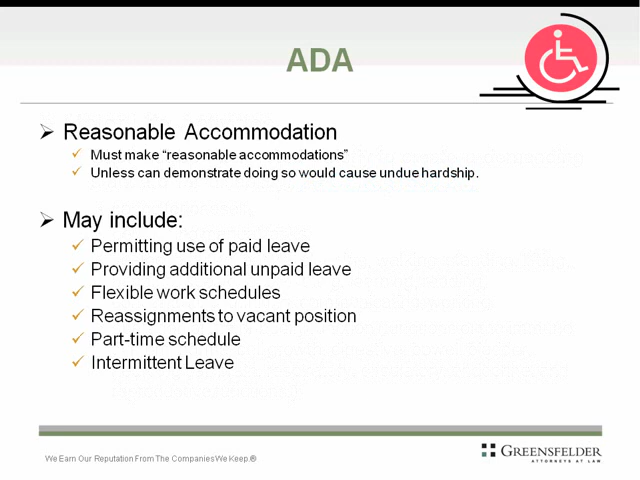 ADA
Reasonable Accommodation
Must make “reasonable accommodations”
Unless can demonstrate doing so would cause undue hardship.
May include:
Permitting use of paid leave
Providing additional unpaid leave
Flexible work schedules
Reassignments to vacant position
Part-time schedule
Intermittent Leave
We Earn Our Reputation From The Companies We Keep.®
GREENSFELDER
ATTORNEYS AT LAW